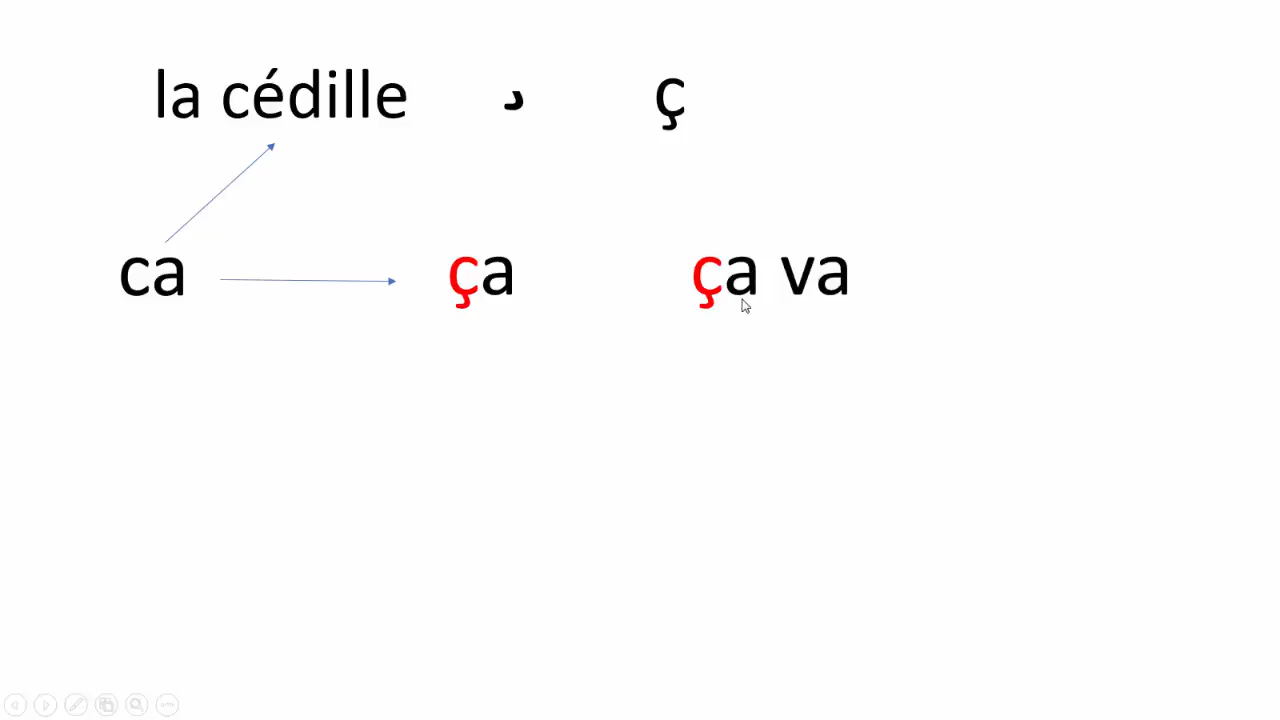 la cédille د ç
ca ça ça va